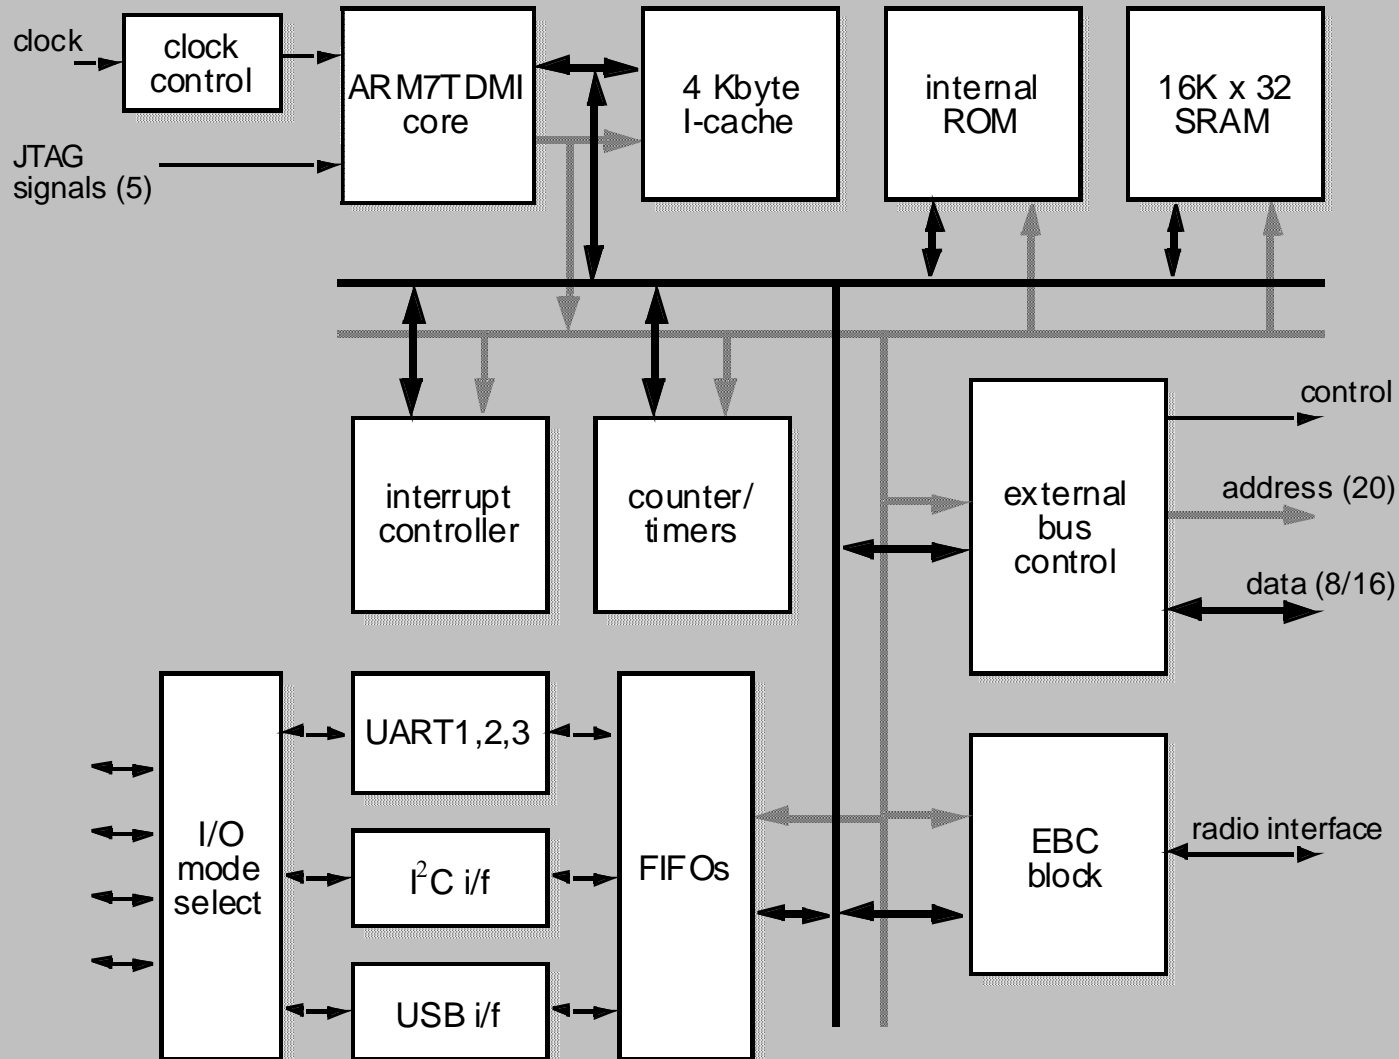 clock
clock
control
JTAG
signals (5)
ARM7TDMI
core
4 Kbyte
I-cache
internal
ROM
16K x 32
SRAM
interrupt
controller
counter/
timers
external
bus
control
control
address (20)
data (8/16)
I/O
mode
select
UART1,2,3
I²C i/f
USB i/f
FIFOs
EBC
block
radio interface